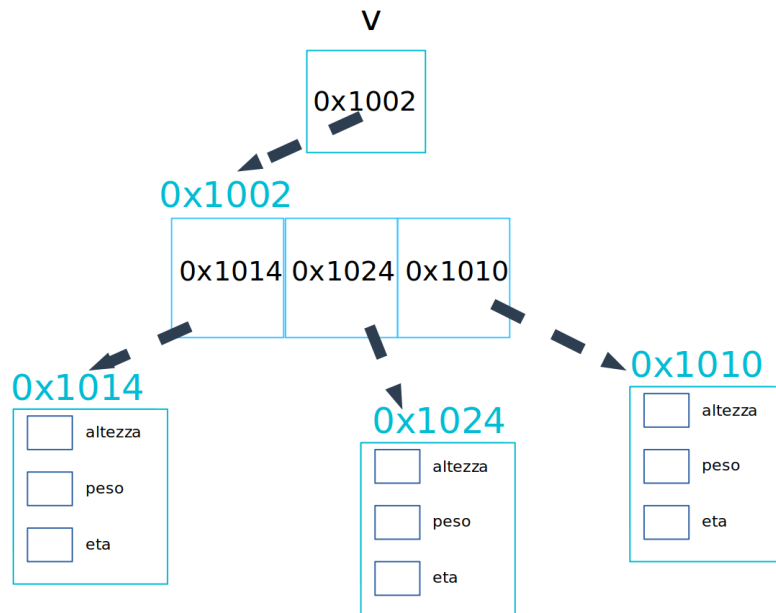 v
0x1002
0x1002
0x1014 0x1024 0x1010
0x1014
altezza
peso
eta
0x1024
altezza
peso
eta
0x1010
altezza
peso
eta